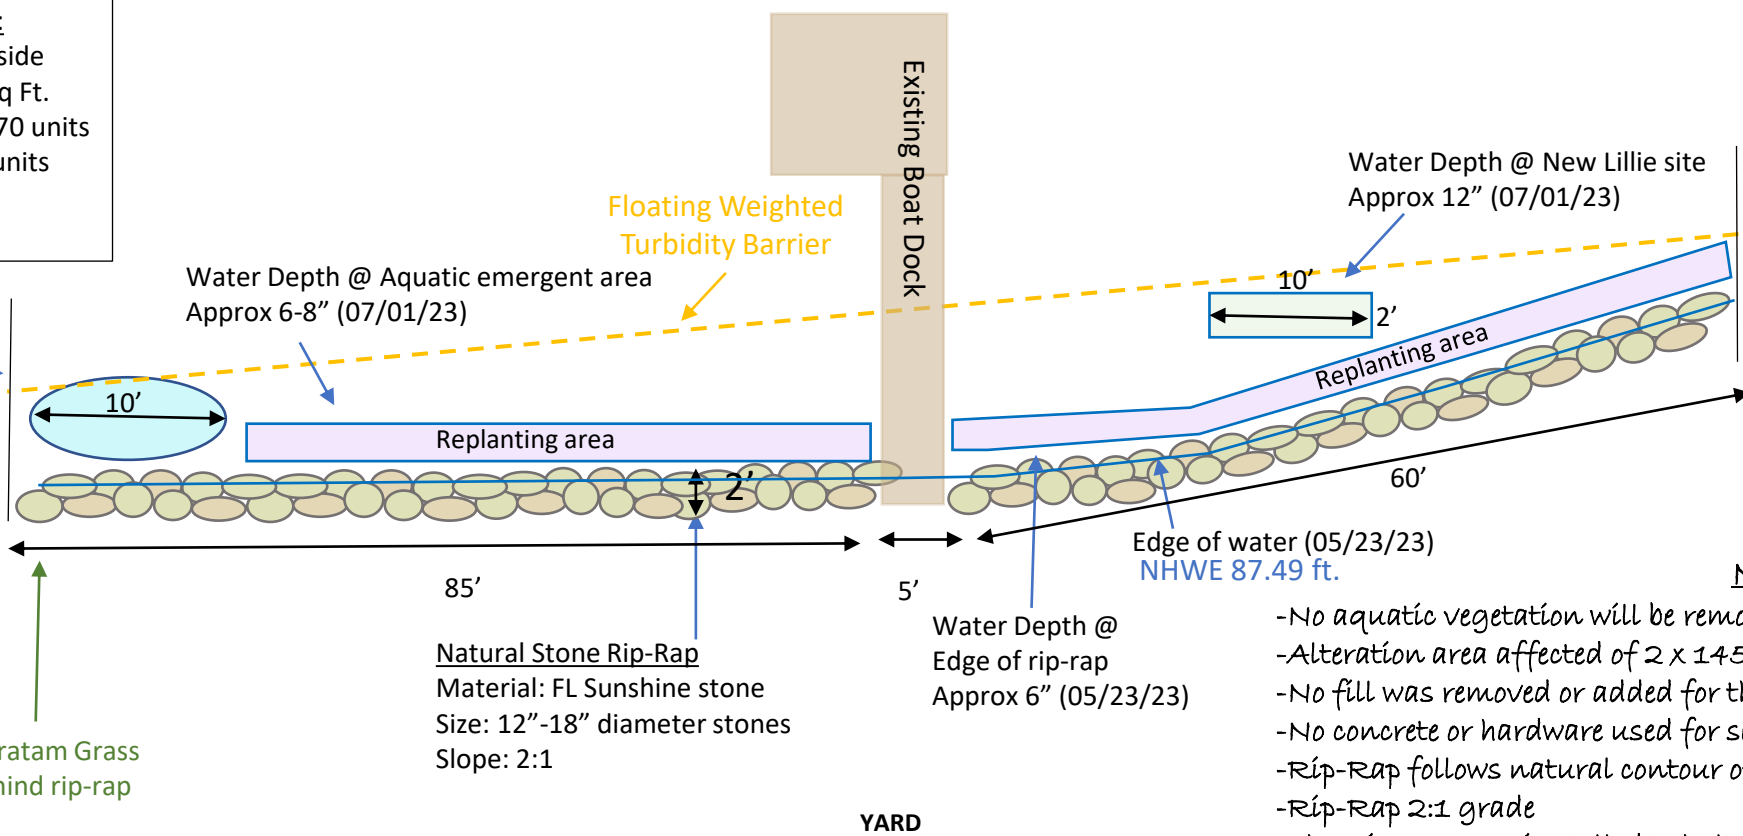 side
q Ft.
70 units
units
Existing Boat Dock
Water Depth @ New Lillie site
Approx 12” (07/01/23)
Floating Weighted
Turbidity Barrier
Water Depth @ Aquatic emergent area
Approx 6-8” (07/01/23)
10’
2’
Replanting area
10’
Replanting area
2’
60’
Edge of water (05/23/23)
NHWE 87.49 ft.
85’
5’
Water Depth @
Edge of rip-rap
Approx 6” (05/23/23)
Natural Stone Rip-Rap
Material: FL Sunshine stone
Size: 12”-18” diameter stones
Slope: 2:1
ratam Grass
hind rip-rap
-No aquatic vegetation will be remo
-Alteration area affected of 2 x 145
-No fill was removed or added for th
-No concrete or hardware used for s
-Rip-Rap follows natural contour o
-Rip-Rap 2:1 grade
YARD